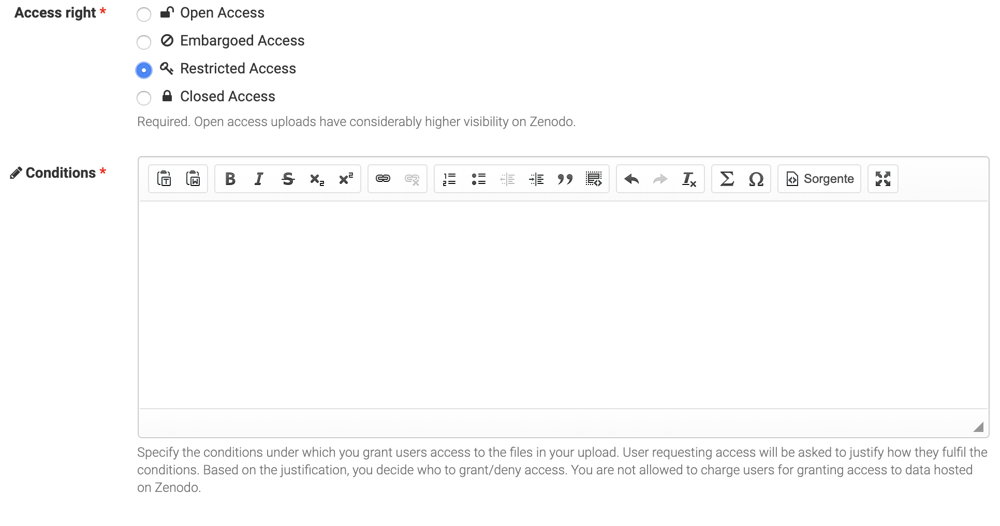 Access right *
Open Access
Embargoed Access
Restricted Access
Closed Access
Required. Open access uploads have considerably higher visibility on Zenodo.
Conditions *
Sorgente
Specify the conditions under which you grant users access to the files in your upload. User requesting access will be asked to justify how they fulfil the
conditions. Based on the justification, you decide who to grant/deny access. You are not allowed to charge users for granting access to data hosted
on Zenodo.